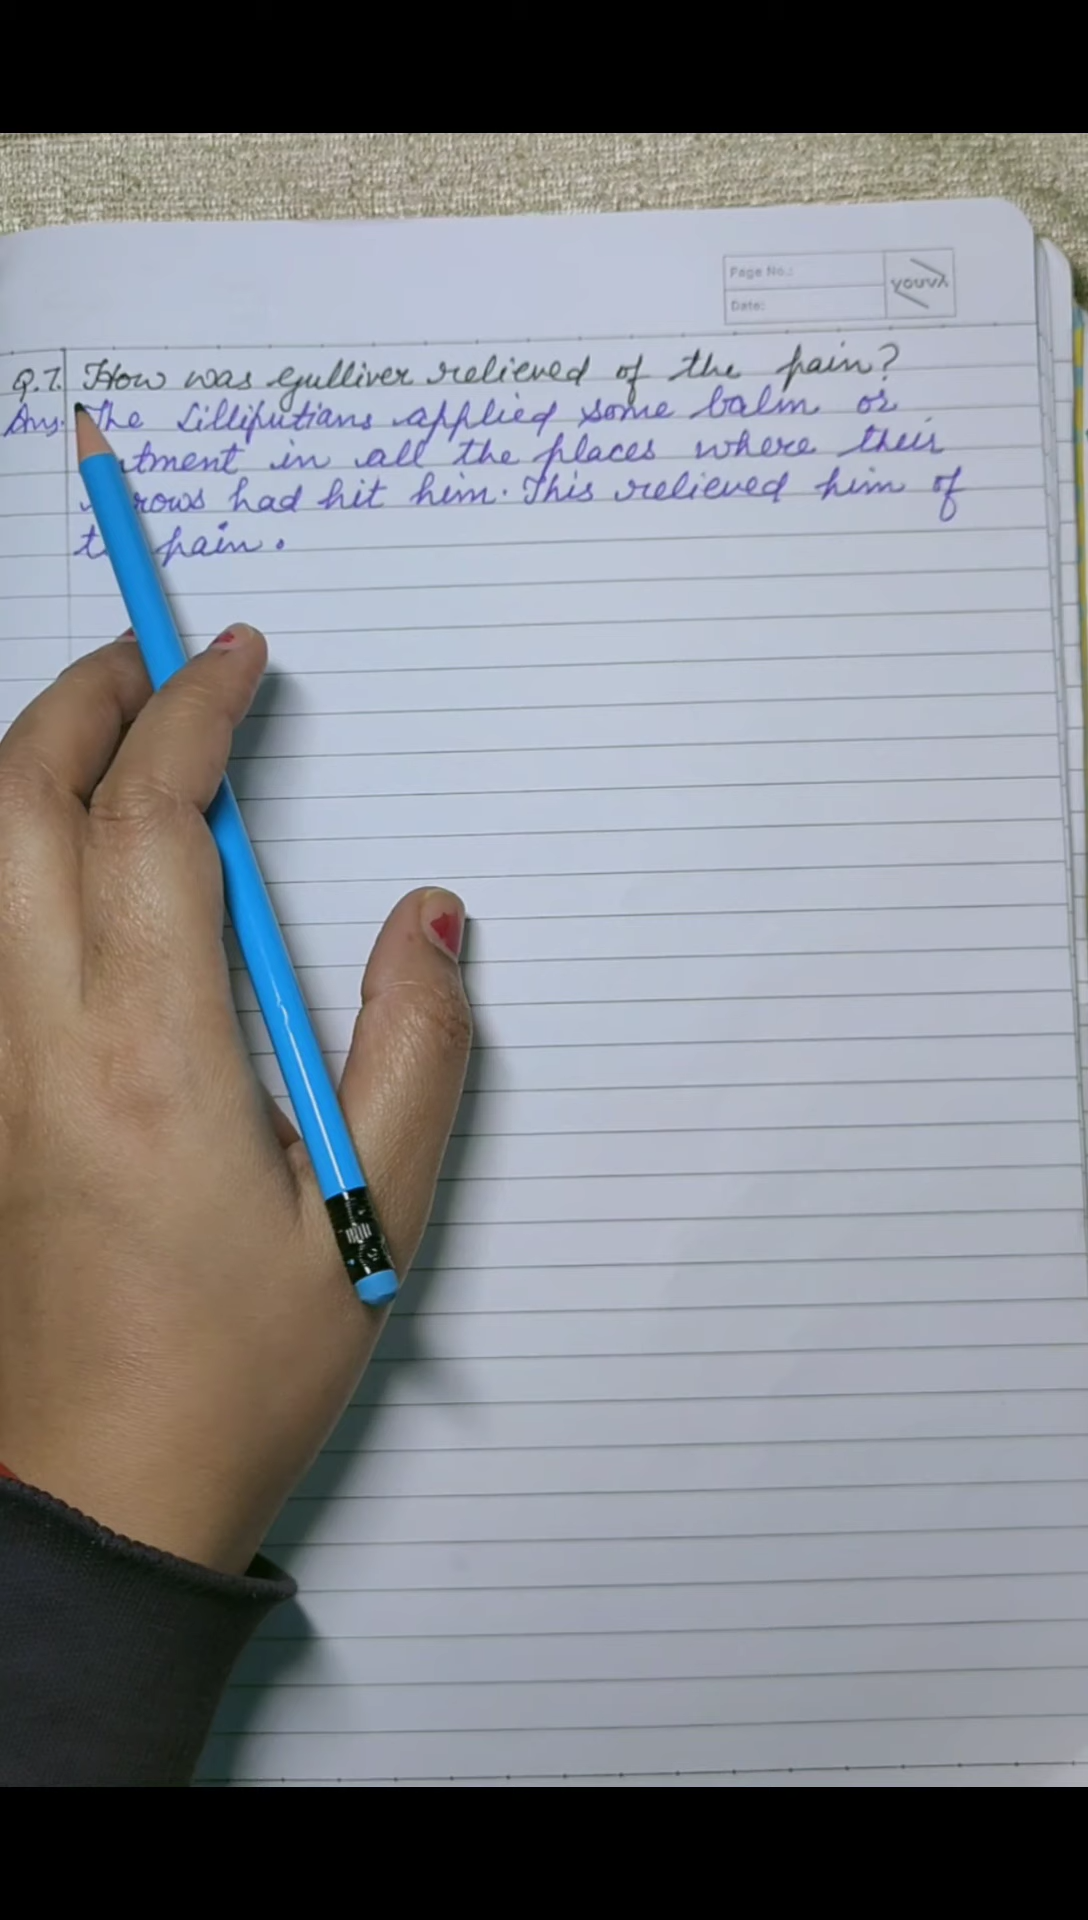 Page No.:
youva
Date:
Q.7. How was Gulliver relieved of the pain?
Ans. The Lilliputians applied some balm or
tment in all the places where their
rows had hit him. This relieved him of
t pain.